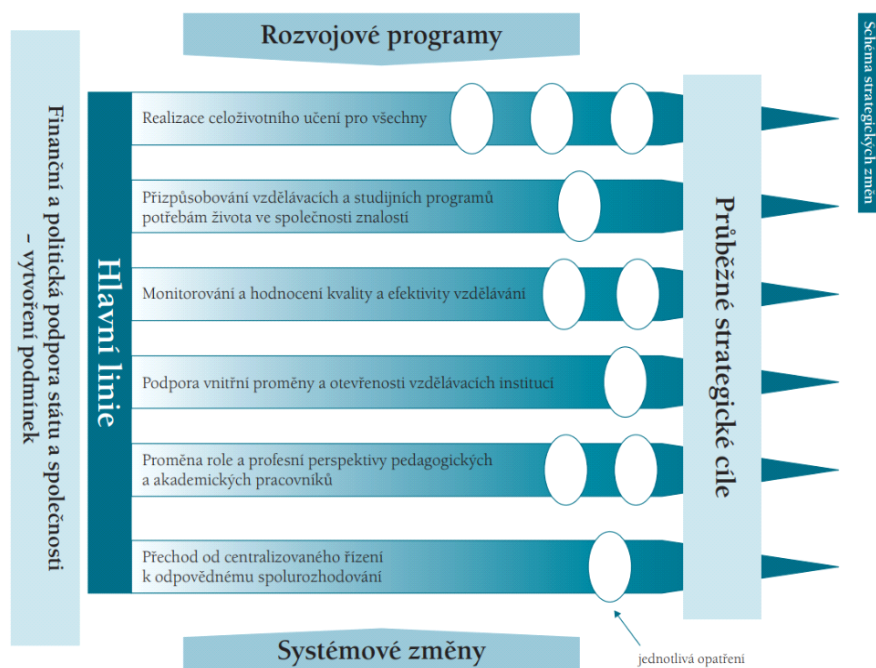 Rozvojové programy
Schéma strategických změn
Finanční a politická podpora státu a společnosti
– vytvoření podmínek
Hlavní linie
Realizace celoživotního učení pro všechny
Přizpůsobování vzdělávacích a studijních programů
potřebám života ve společnosti znalostí
Monitorování a hodnocení kvality a efektivity vzdělávání
Podpora vnitřní proměny a otevřenosti vzdělávacích institucí
Proměna role a profesní perspektivy pedagogických
a akademických pracovníků
Přechod od centralizovaného řízení
k odpovědnému spolurozhodování
Průběžné strategické cíle
Systémové změny
jednotlivá opatření